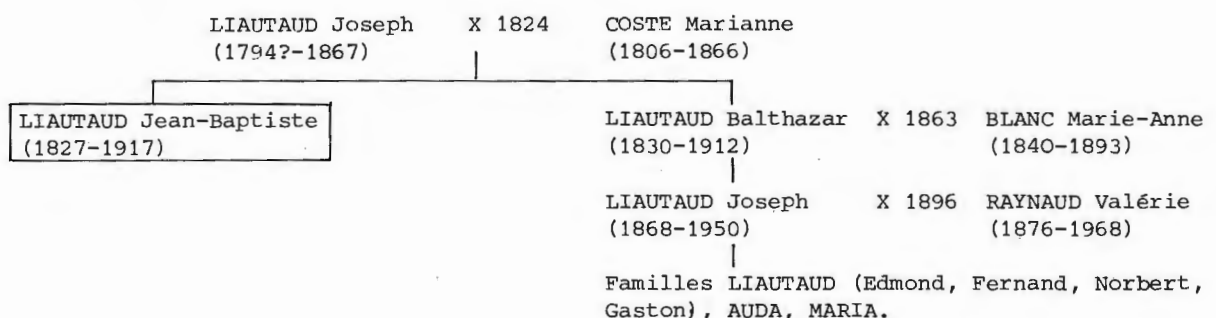 LIAUTAUD Joseph X 1824 COSTE Marianne
(1794?-1867) (1806-1866)
LIAUTAUD Jean-Baptiste
(1827-1917)
LIAUTAUD Balthazar X 1863 BLANC Marie-Anne
(1830-1912) (1840-1893)
LIAUTAUD Joseph X 1896 RAYNAUD Valérie
(1868-1950) (1876-1968)
Familles LIAUTAUD (Edmond, Fernand, Norbert,
Gaston), AUDA, MARIA.